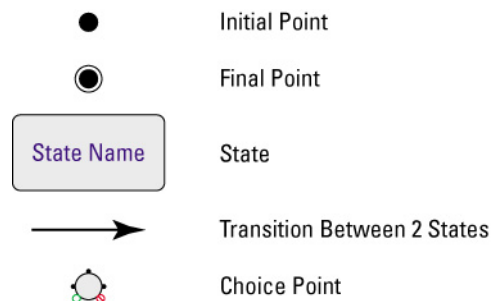 Initial Point
Final Point
State Name
State
Transition Between 2 States
Choice Point